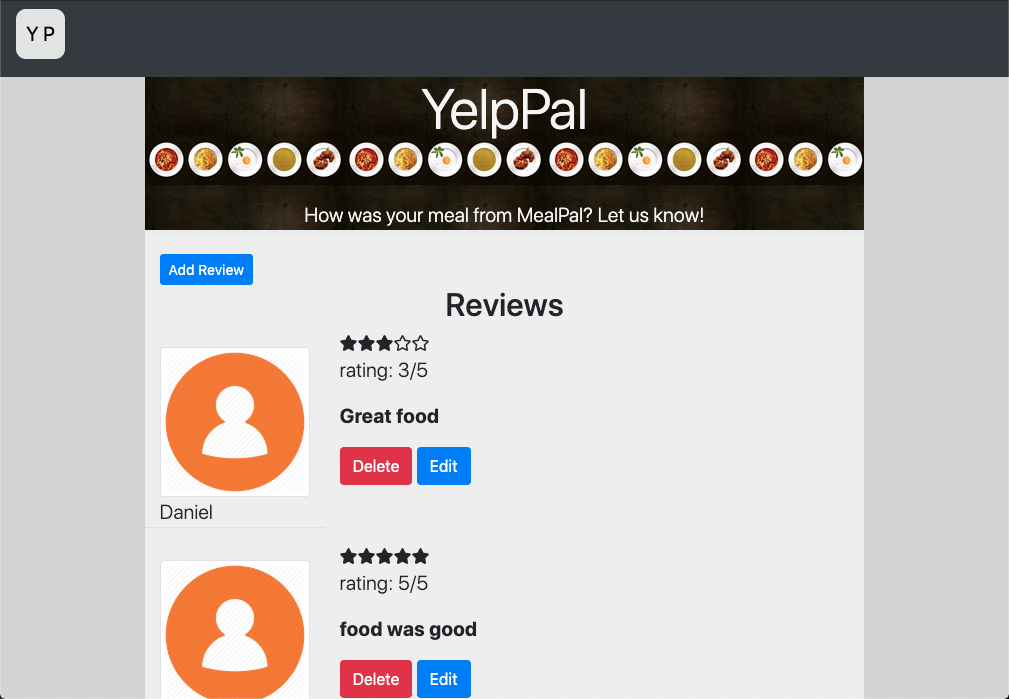 Y P
YelpPal
How was your meal from MealPal? Let us know!
Add Review
Reviews
rating: 3/5
Great food
Delete Edit
Daniel
rating: 5/5
food was good
Delete Edit